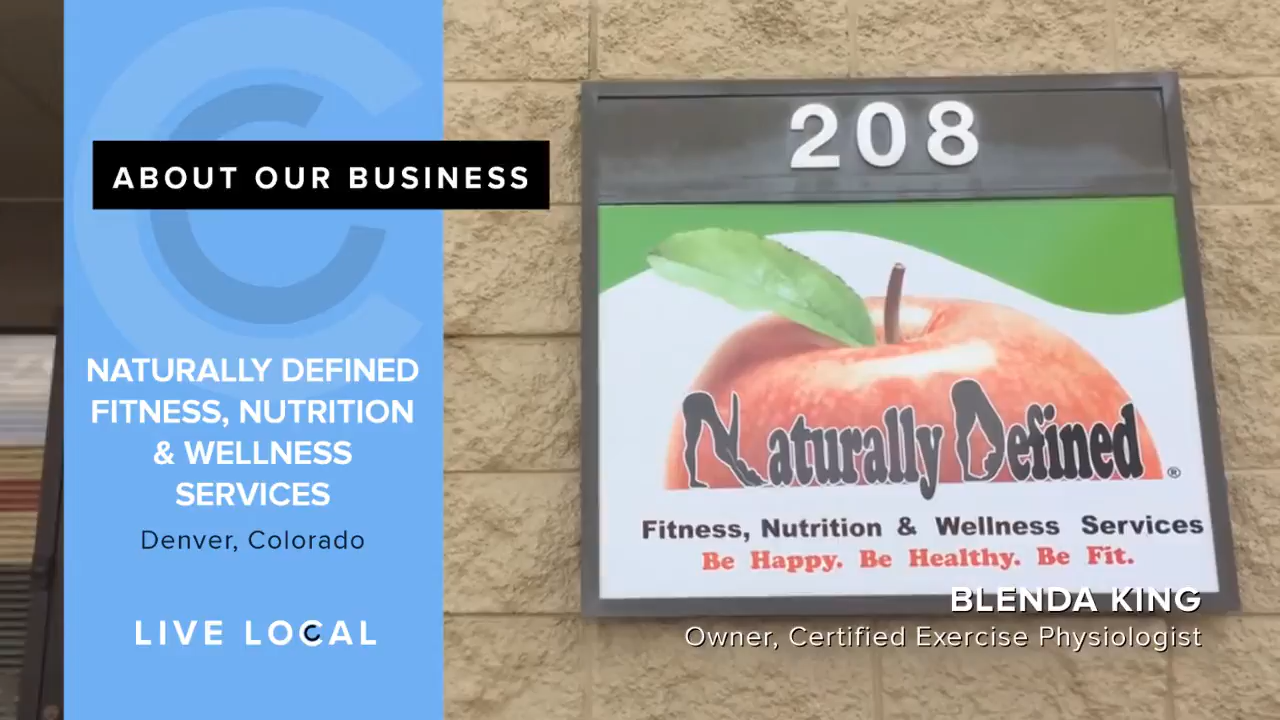 ABOUT OUR BUSINESS
NATURALLY DEFINED
FITNESS, NUTRITION
& WELLNESS
SERVICES
Denver, Colorado
LIVE LOCAL
208
Naturally Defined ®
Fitness, Nutrition & Wellness Services
Be Happy. Be Healthy. Be Fit.
BLENDA KING
Owner, Certified Exercise Physiologist